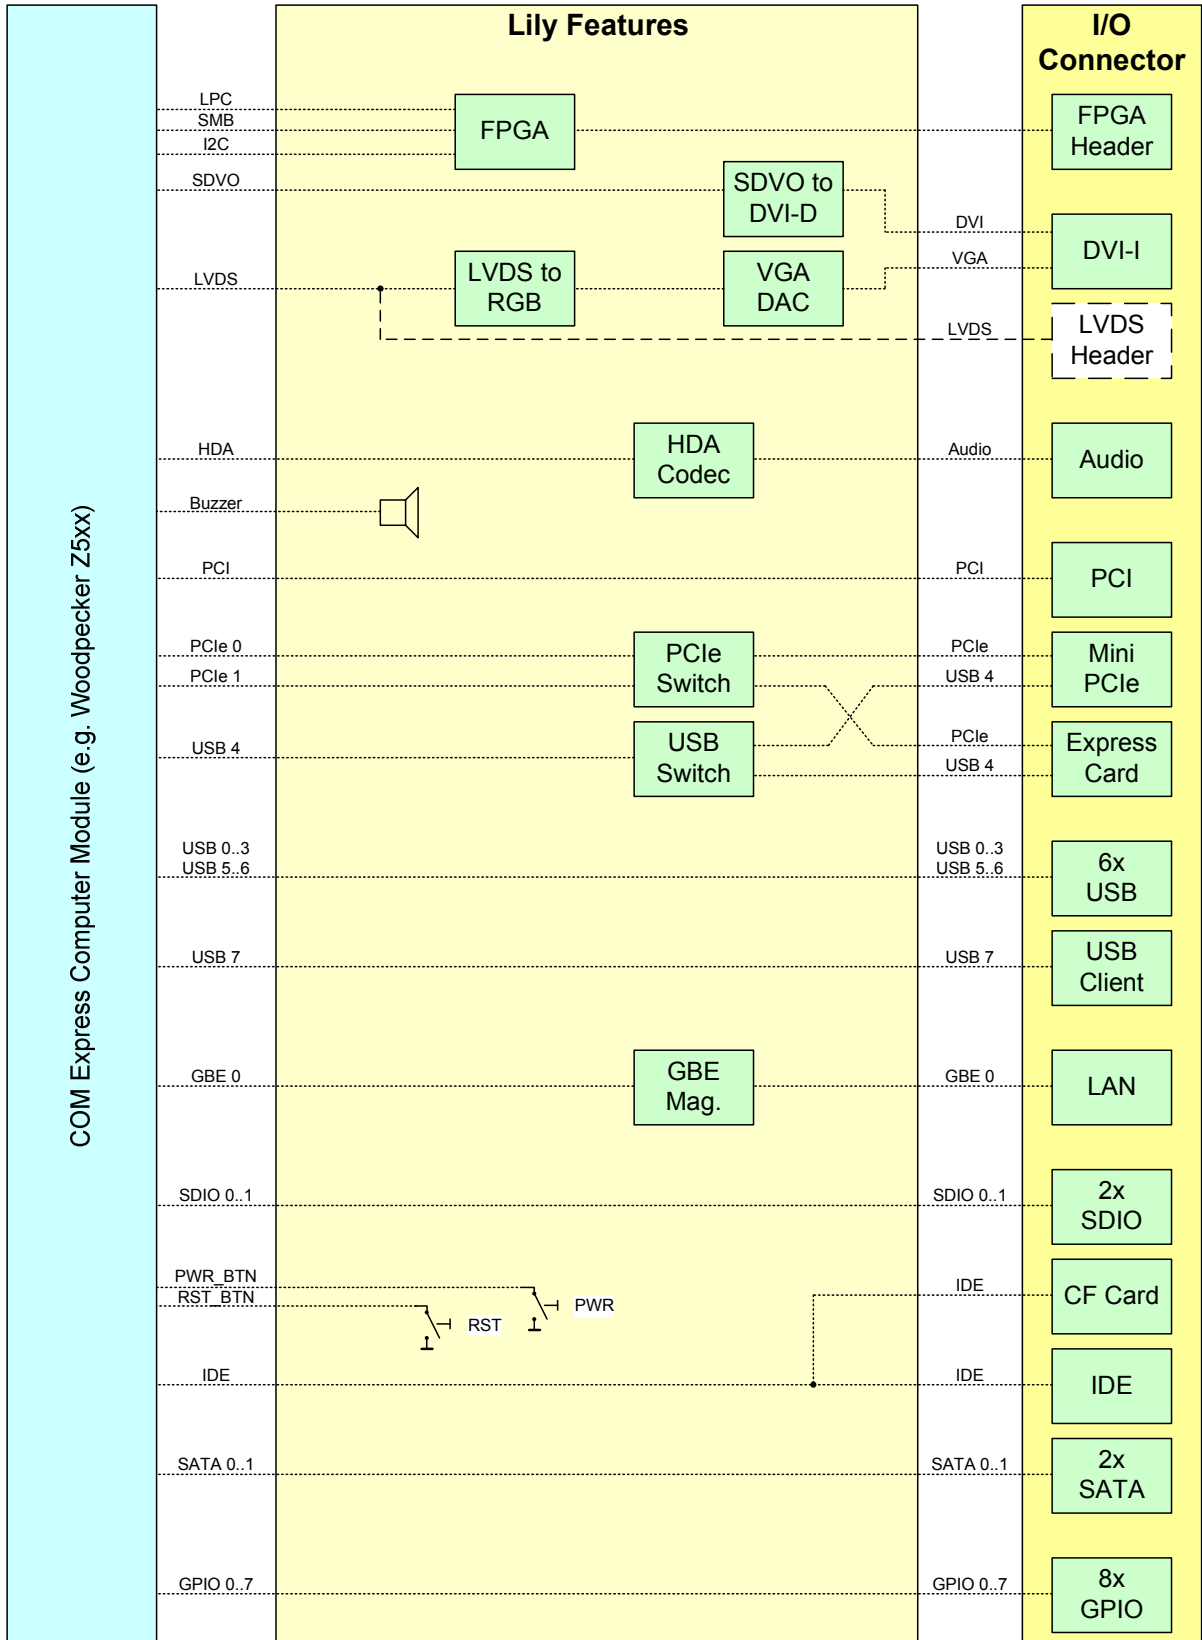 Lily Features
I/O
Connector
COM Express Computer Module (e.g. Woodpecker Z5xx)
LPC
SMB
I2C
FPGA
FPGA
Header
SDVO
SDVO to
DVI-D
DVI
VGA
DVI-I
LVDS
LVDS to
RGB
VGA
DAC
LVDS
LVDS
Header
HDA
HDA
Codec
Audio
Audio
Buzzer
PCI
PCI
PCI
PCIe 0
PCIe 1
PCIe
Switch
PCIe
USB 4
Mini
PCIe
USB 4
USB
Switch
PCIe
USB 4
Express
Card
USB 0..3
USB 5..6
USB 0..3
USB 5..6
6x
USB
USB 7
USB 7
USB
Client
GBE 0
GBE
Mag.
GBE 0
LAN
SDIO 0..1
SDIO 0..1
2x
SDIO
PWR_BTN
RST_BTN
PWR
RST
IDE
CF Card
IDE
IDE
IDE
SATA 0..1
SATA 0..1
2x
SATA
GPIO 0..7
GPIO 0..7
8x
GPIO